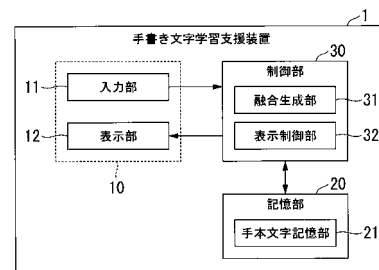 1
手書き文字学習支援装置
30
制御部
11
入力部
融合生成部
31
12
表示部
表示制御部
32
10
20
記憶部
手本文字記憶部
21